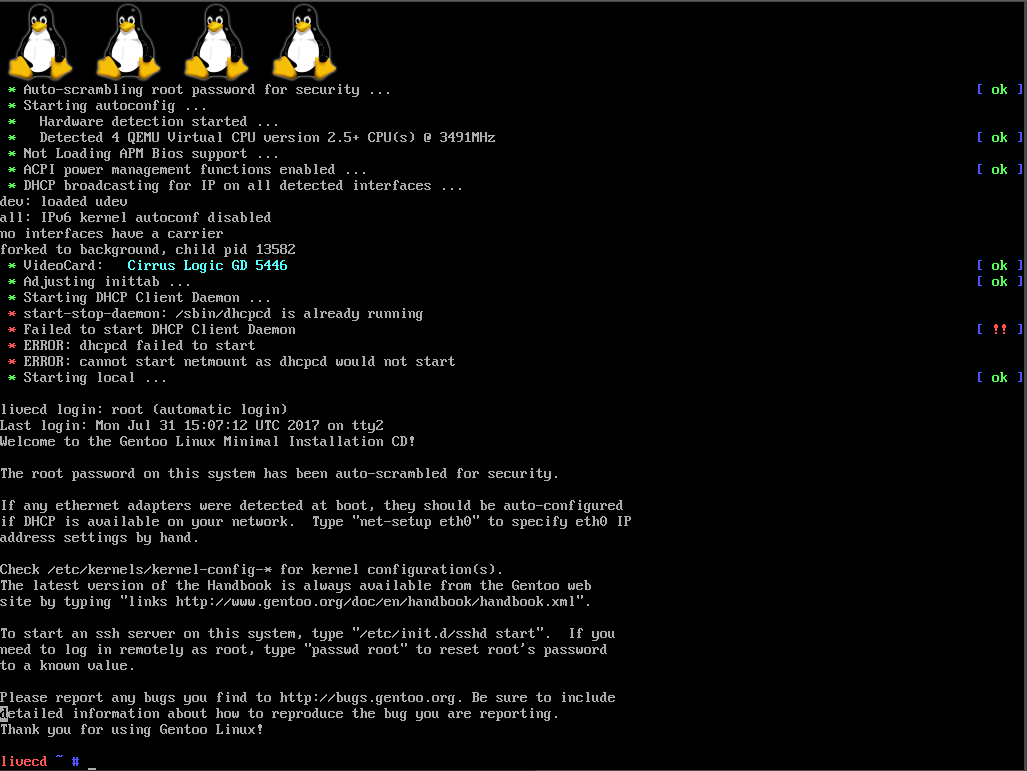 * Auto-scrambling root password for security ... [ ok ]
* Starting autoconfig ...
*   Hardware detection started ...
*   Detected 4 QEMU Virtual CPU version 2.5+ CPU(s) @ 3491MHz [ ok ]
* Not Loading APM Bios support ...
* ACPI power management functions enabled ... [ ok ]
* DHCP broadcasting for IP on all detected interfaces ...
dev: loaded udev
all: IPv6 kernel autoconf disabled
no interfaces have a carrier
forked to background, child pid 13582
* VideoCard:   Cirrus Logic GD 5446 [ ok ]
* Adjusting inittab ... [ ok ]
* Starting DHCP Client Daemon ...
* start-stop-daemon: /sbin/dhcpcd is already running
* Failed to start DHCP Client Daemon [ !! ]
* ERROR: dhcpcd failed to start
* ERROR: cannot start netmount as dhcpcd would not start
* Starting local ... [ ok ]
livecd login: root (automatic login)
Last login: Mon Jul 31 15:07:12 UTC 2017 on tty2
Welcome to the Gentoo Linux Minimal Installation CD!
The root password on this system has been auto-scrambled for security.
If any ethernet adapters were detected at boot, they should be auto-configured
if DHCP is available on your network.  Type "net-setup eth0" to specify eth0 IP
address settings by hand.
Check /etc/kernels/kernel-config-* for kernel configuration(s).
The latest version of the Handbook is always available from the Gentoo web
site by typing "links http://www.gentoo.org/doc/en/handbook/handbook.xml".
To start an ssh server on this system, type "/etc/init.d/sshd start".  If you
need to log in remotely as root, type "passwd root" to reset root's password
to a known value.
Please report any bugs you find to http://bugs.gentoo.org. Be sure to include
detailed information about how to reproduce the bug you are reporting.
Thank you for using Gentoo Linux!
livecd ~ # _